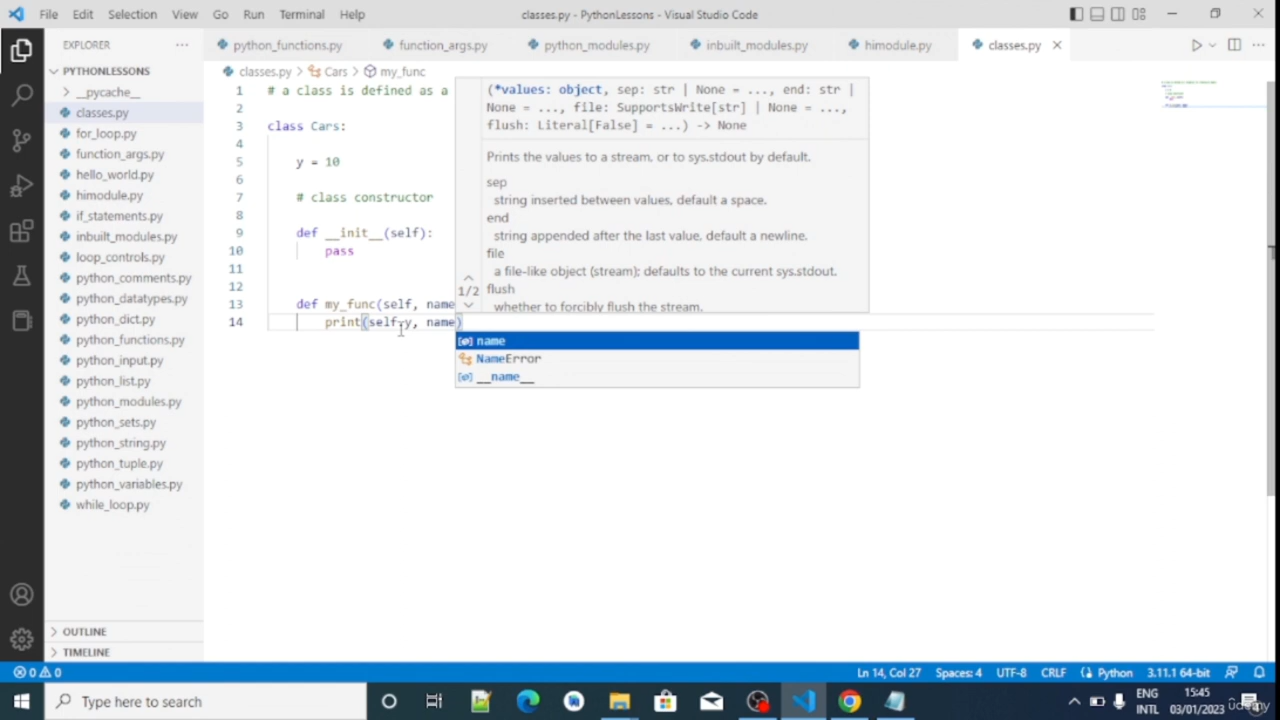 File Edit Selection View Go Run Terminal Help
classes.py - PythonLessons - Visual Studio Code
EXPLORER
python_functions.py function_args.py python_modules.py inbuilt_modules.py himodule.py classes.py
PYTHONLESSONS
__pycache__
classes.py
for_loop.py
function_args.py
hello_world.py
himodule.py
if_statements.py
inbuilt_modules.py
loop_controls.py
python_comments.py
python_datatypes.py
python_dict.py
python_functions.py
python_input.py
python_list.py
python_modules.py
python_sets.py
python_string.py
python_tuple.py
python_variables.py
while_loop.py
OUTLINE
TIMELINE
classes.py > Cars > my_func
1 # a class is defined as a
2
3 class Cars:
4
5 y = 10
6
7 # class constructor
8
9 def __init__(self):
10 pass
11
12
13 def my_func(self, name
14 print(self.y, name)
(*values: object, sep: str | None = ..., end: str |
None = ..., file: SupportsWrite[str] | None = ...,
flush: Literal[False] = ...) -> None
Prints the values to a stream, or to sys.stdout by default.
sep
string inserted between values, default a space.
end
string appended after the last value, default a newline.
file
a file-like object (stream); defaults to the current sys.stdout.
1/2
flush
whether to forcibly flush the stream.
name
NameError
__name__
0 0
Ln 14, Col 27 Spaces: 4 UTF-8 CRLF Python 3.11.1 64-bit
Type here to search
ENG
INTL
15:45
03/01/2023
udemy